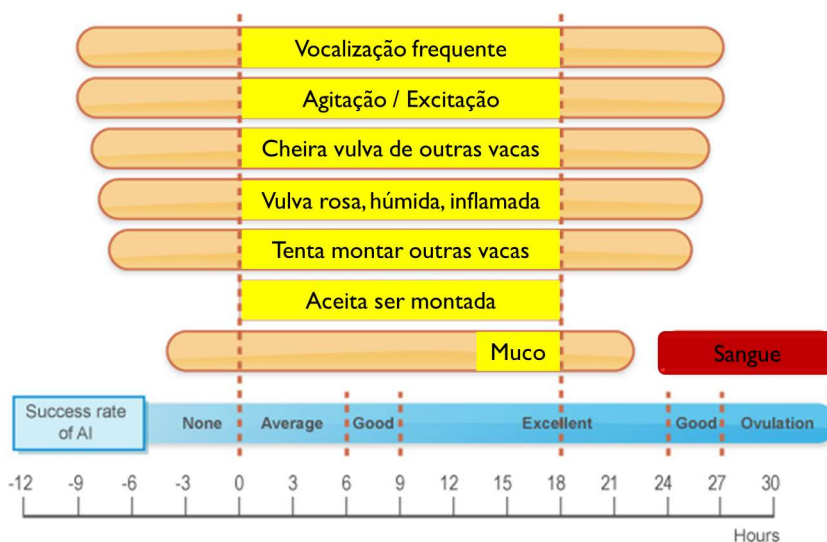 Vocalização frequente
Agitação / Excitação
Cheira vulva de outras vacas
Vulva rosa, húmida, inflamada
Tenta montar outras vacas
Aceita ser montada
Muco Sangue
Success rate
of AI
None Average Good Excellent Good Ovulation
-12 -9 -6 -3 0 3 6 9 12 15 18 21 24 27 30
Hours